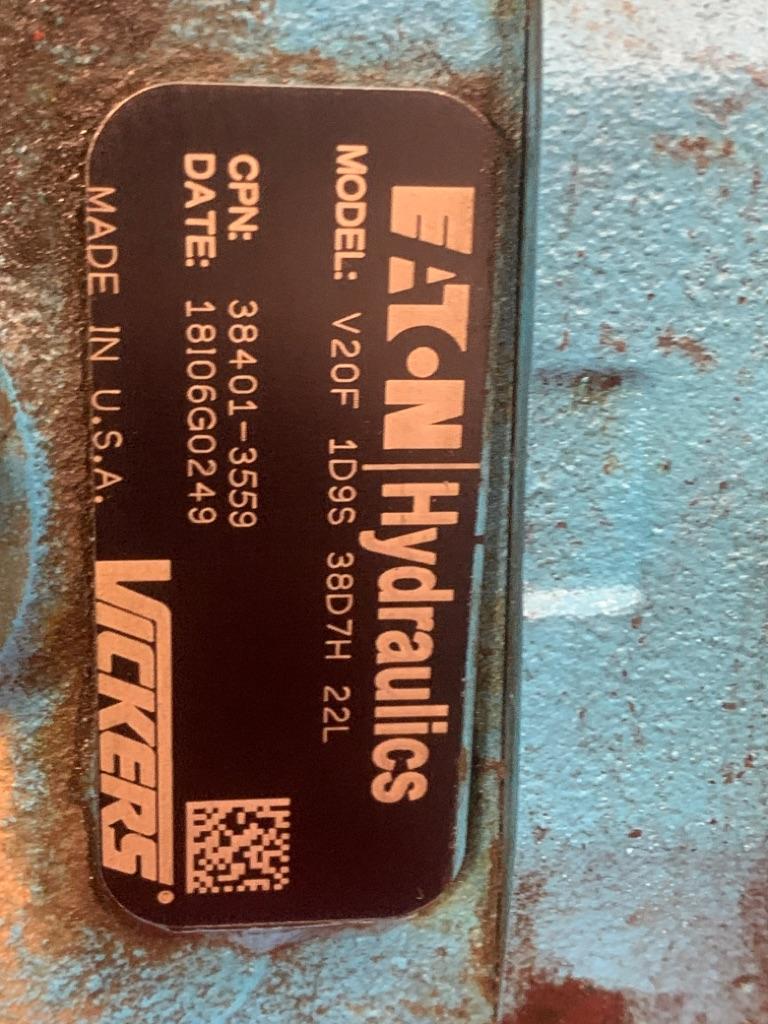 EATON | Hydraulics
MODEL: V20F 1D9S 38D7H 22L
CPN: 38401-3559
DATE: 18I06G0249
MADE IN U.S.A. VICKERS®